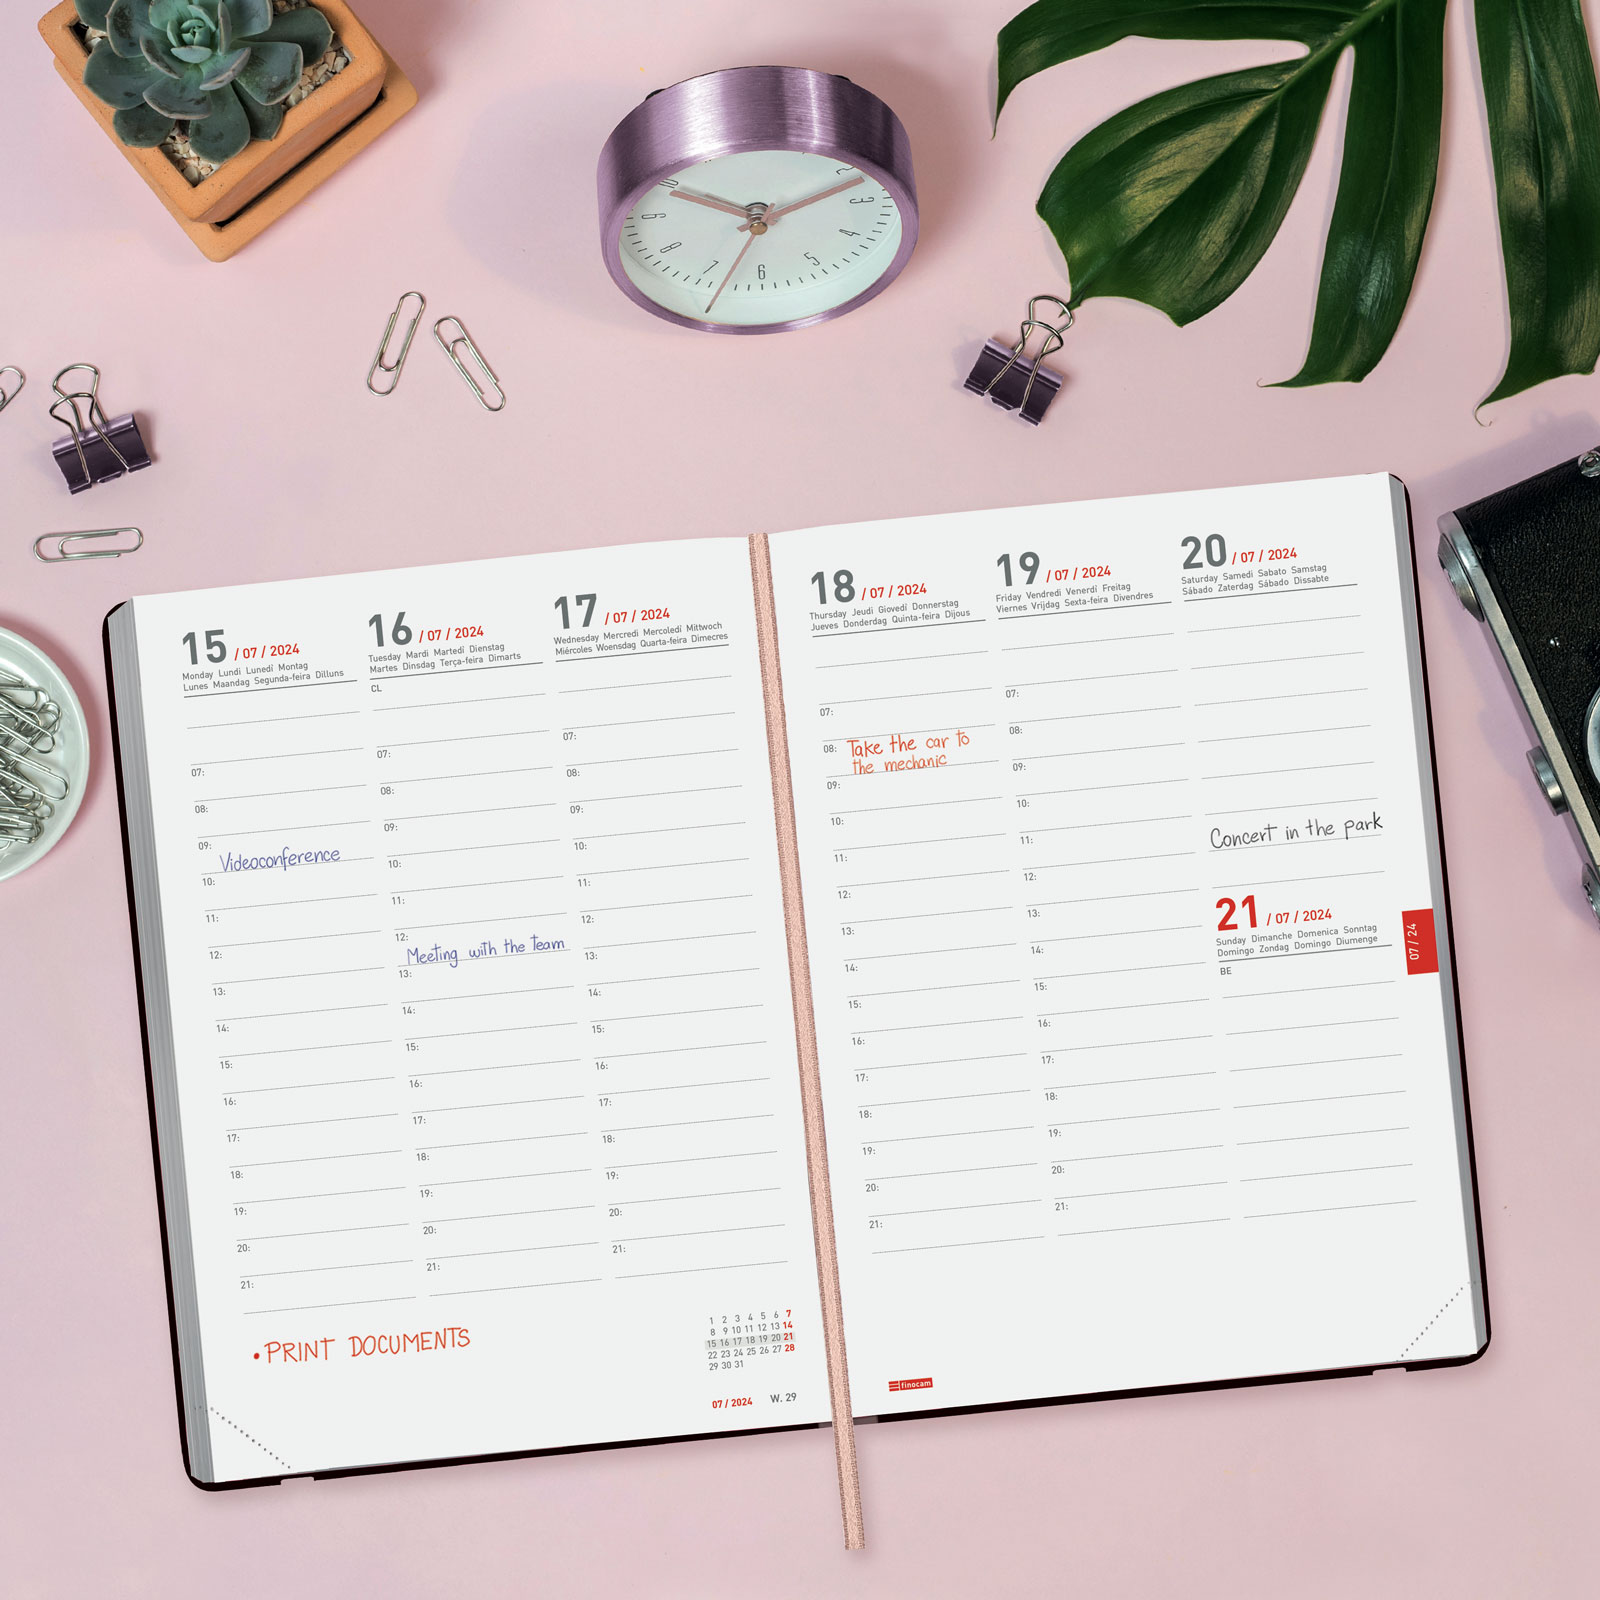 10
9
8
7
6
5
4
3
2
15 / 07 / 2024
Monday Lundi Lunedì Montag
Lunes Maandag Segunda-feira Dilluns
07:
08:
09:
Videoconference
10:
11:
12:
13:
14:
15:
16:
17:
18:
19:
20:
21:
16 / 07 / 2024
Tuesday Mardi Martedì Dienstag
Martes Dinsdag Terça-feira Dimarts
CL
07:
08:
09:
10:
11:
12:
Meeting with the team
13:
14:
15:
16:
17:
18:
19:
20:
21:
17 / 07 / 2024
Wednesday Mercredi Mercoledì Mittwoch
Miércoles Woensdag Quarta-feira Dimecres
07:
08:
09:
10:
11:
12:
13:
14:
15:
16:
17:
18:
19:
20:
21:
• PRINT DOCUMENTS
1 2 3 4 5 6 7
8 9 10 11 12 13 14
15 16 17 18 19 20 21
22 23 24 25 26 27 28
29 30 31
07 / 2024 W. 29
18 / 07 / 2024
Thursday Jeudi Giovedì Donnerstag
Jueves Donderdag Quinta-feira Dijous
07:
08: Take the car to
the mechanic
09:
10:
11:
12:
13:
14:
15:
16:
17:
18:
19:
20:
21:
19 / 07 / 2024
Friday Vendredi Venerdì Freitag
Viernes Vrijdag Sexta-feira Divendres
07:
08:
09:
10:
11:
12:
13:
14:
15:
16:
17:
18:
19:
20:
21:
20 / 07 / 2024
Saturday Samedi Sabato Samstag
Sábado Zaterdag Sábado Dissabte
Concert in the park
21 / 07 / 2024
Sunday Dimanche Domenica Sonntag
Domingo Zondag Domingo Diumenge
BE
07 / 24
finocam